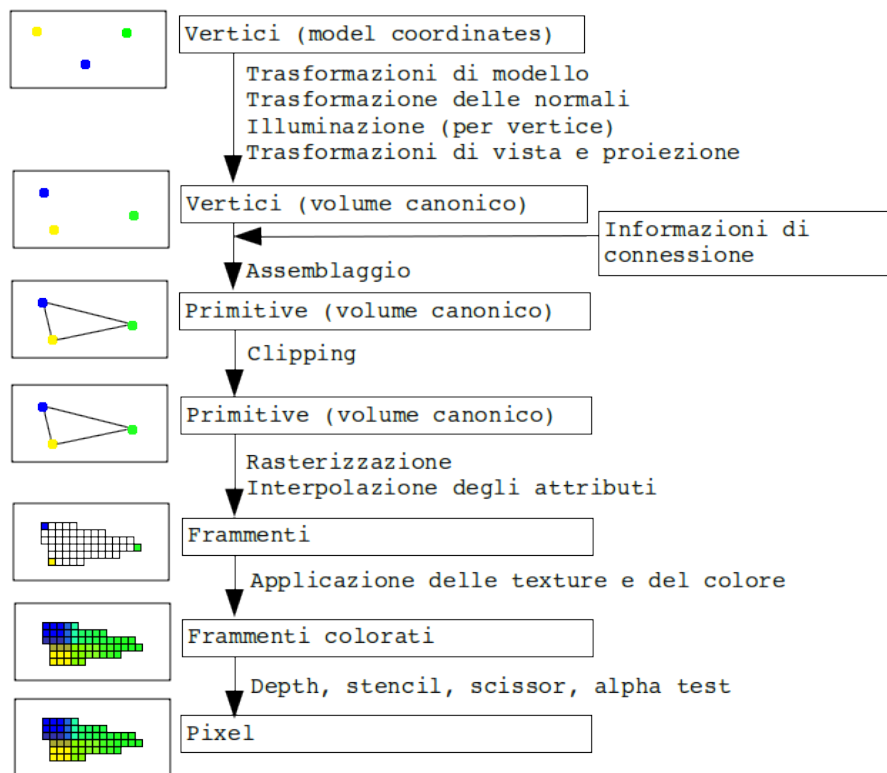 Vertici (model coordinates)
Trasformazioni di modello
Trasformazione delle normali
Illuminazione (per vertice)
Trasformazioni di vista e proiezione
Vertici (volume canonico)
Informazioni di
connessione
Assemblaggio
Primitive (volume canonico)
Clipping
Primitive (volume canonico)
Rasterizzazione
Interpolazione degli attributi
Frammenti
Applicazione delle texture e del colore
Frammenti colorati
Depth, stencil, scissor, alpha test
Pixel